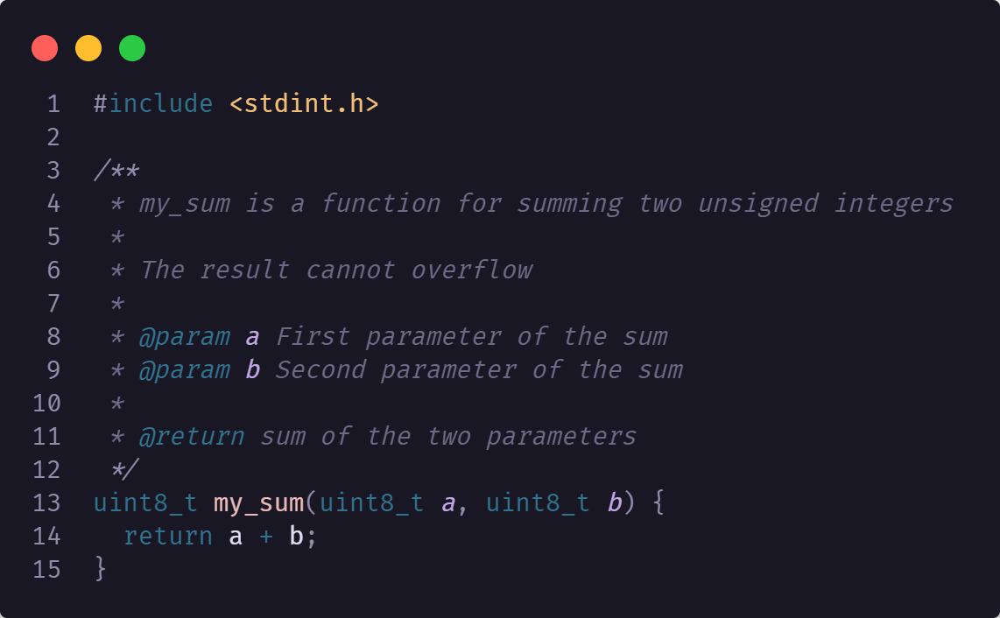 1 #include <stdint.h>
2
3 /**
4  * my_sum is a function for summing two unsigned integers
5  *
6  * The result cannot overflow
7  *
8  * @param a First parameter of the sum
9  * @param b Second parameter of the sum
10  *
11  * @return sum of the two parameters
12  */
13 uint8_t my_sum(uint8_t a, uint8_t b) {
14   return a + b;
15 }